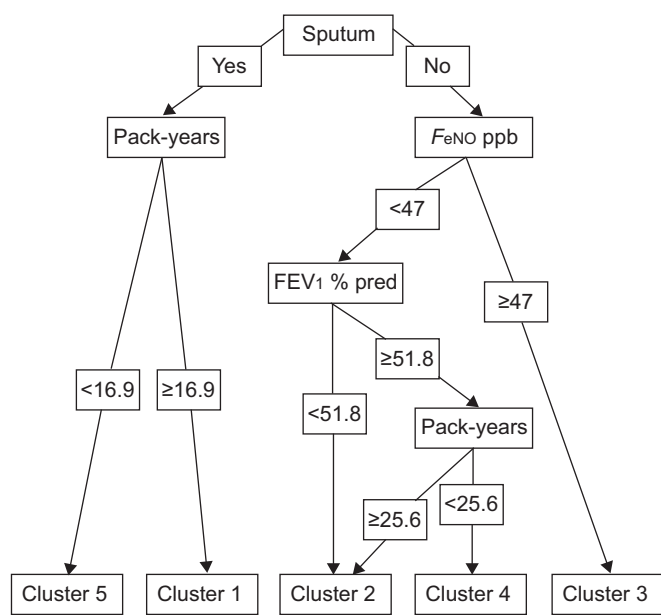 Sputum
Yes
No
Pack-years
FeNO ppb
<47
FEV1 % pred
≥47
≥51.8
<16.9
≥16.9
<51.8
Pack-years
≥25.6
<25.6
Cluster 5
Cluster 1
Cluster 2
Cluster 4
Cluster 3